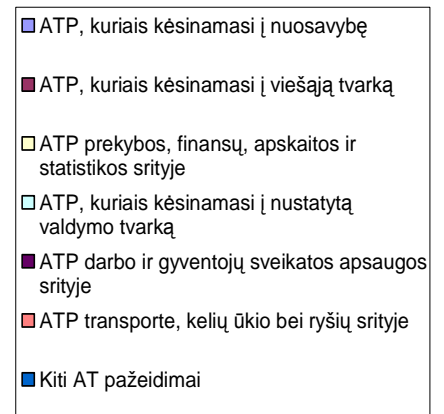 ATP, kuriais kėsinamasi į nuosavybę
ATP, kuriais kėsinamasi į viešąją tvarką
ATP prekybos, finansų, apskaitos ir
statistikos srityje
ATP, kuriais kėsinamasi į nustatytą
valdymo tvarką
ATP darbo ir gyventojų sveikatos apsaugos
srityje
ATP transporte, kelių ūkio bei ryšių srityje
Kiti AT pažeidimai